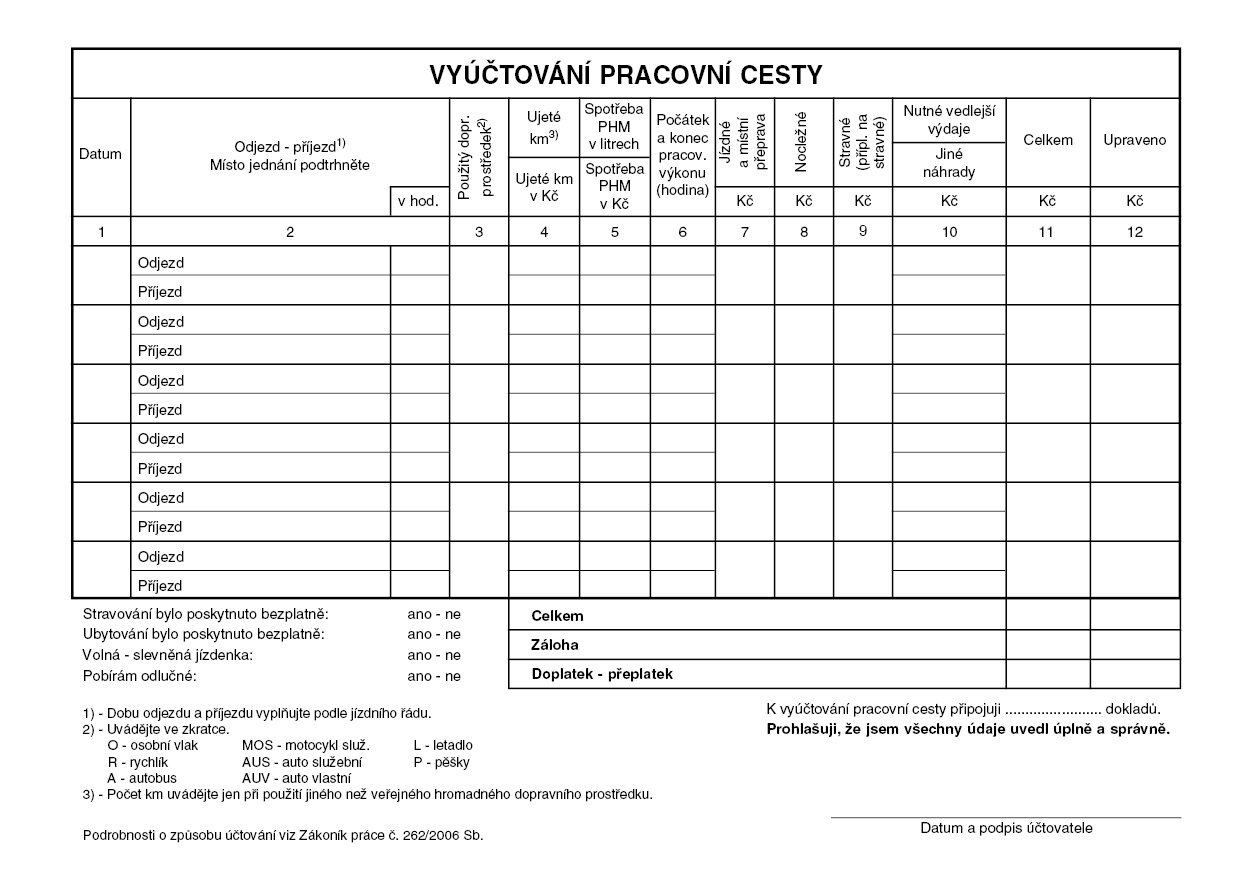 VYÚČTOVÁNÍ PRACOVNÍ CESTY
Datum
Odjezd - příjezd1)
Místo jednání podtrhněte
v hod.
Použitý dopr.
prostředek2)
Ujeté
km3)
Ujeté km
v Kč
Spotřeba
PHM
v litrech
Spotřeba
PHM
v Kč
Počátek
a konec
pracov.
výkonu
(hodina)
Jízdné
a místní
přeprava
Kč
Nocležné
Kč
Stravné
(přípl. na
stravné)
Kč
Nutné vedlejší
výdaje
Jiné
náhrady
Kč
Celkem
Kč
Upraveno
Kč
1 2 3 4 5 6 7 8 9 10 11 12
Odjezd
Příjezd
Odjezd
Příjezd
Odjezd
Příjezd
Odjezd
Příjezd
Odjezd
Příjezd
Odjezd
Příjezd
Stravování bylo poskytnuto bezplatně: ano - ne
Ubytování bylo poskytnuto bezplatně: ano - ne
Volná - slevněná jízdenka: ano - ne
Pobírám odlučné: ano - ne
Celkem
Záloha
Doplatek - přeplatek
1) - Dobu odjezdu a příjezdu vyplňujte podle jízdního řádu.
2) - Uvádějte ve zkratce.
O - osobní vlak MOS - motocykl služ. L - letadlo
R - rychlík AUS - auto služební P - pěšky
A - autobus AUV - auto vlastní
3) - Počet km uvádějte jen při použití jiného než veřejného hromadného dopravního prostředku.
Podrobnosti o způsobu účtování viz Zákoník práce č. 262/2006 Sb.
K vyúčtování pracovní cesty připojuji ........................ dokladů.
Prohlašuji, že jsem všechny údaje uvedl úplně a správně.
Datum a podpis účtovatele